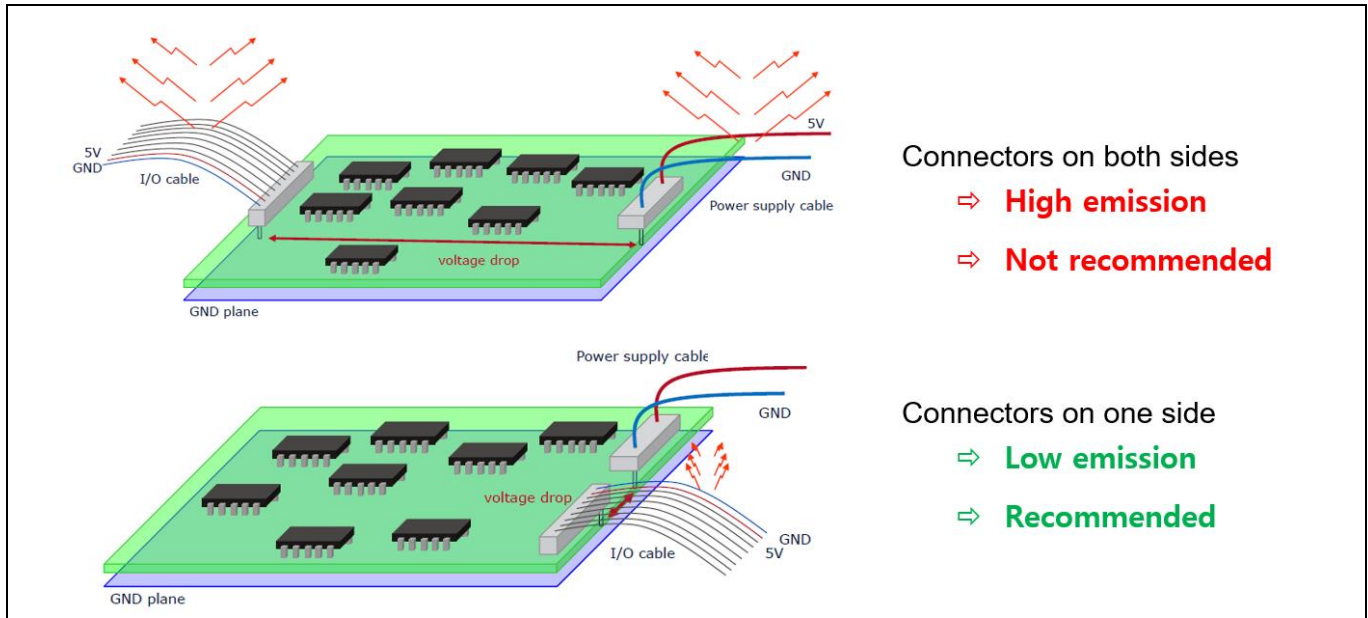 5V
GND
I/O cable
voltage drop
GND plane
5V
GND
Power supply cable
Connectors on both sides
⇨ High emission
⇨ Not recommended
Power supply cable
GND
voltage drop
I/O cable
GND
5V
GND plane
Connectors on one side
⇨ Low emission
⇨ Recommended